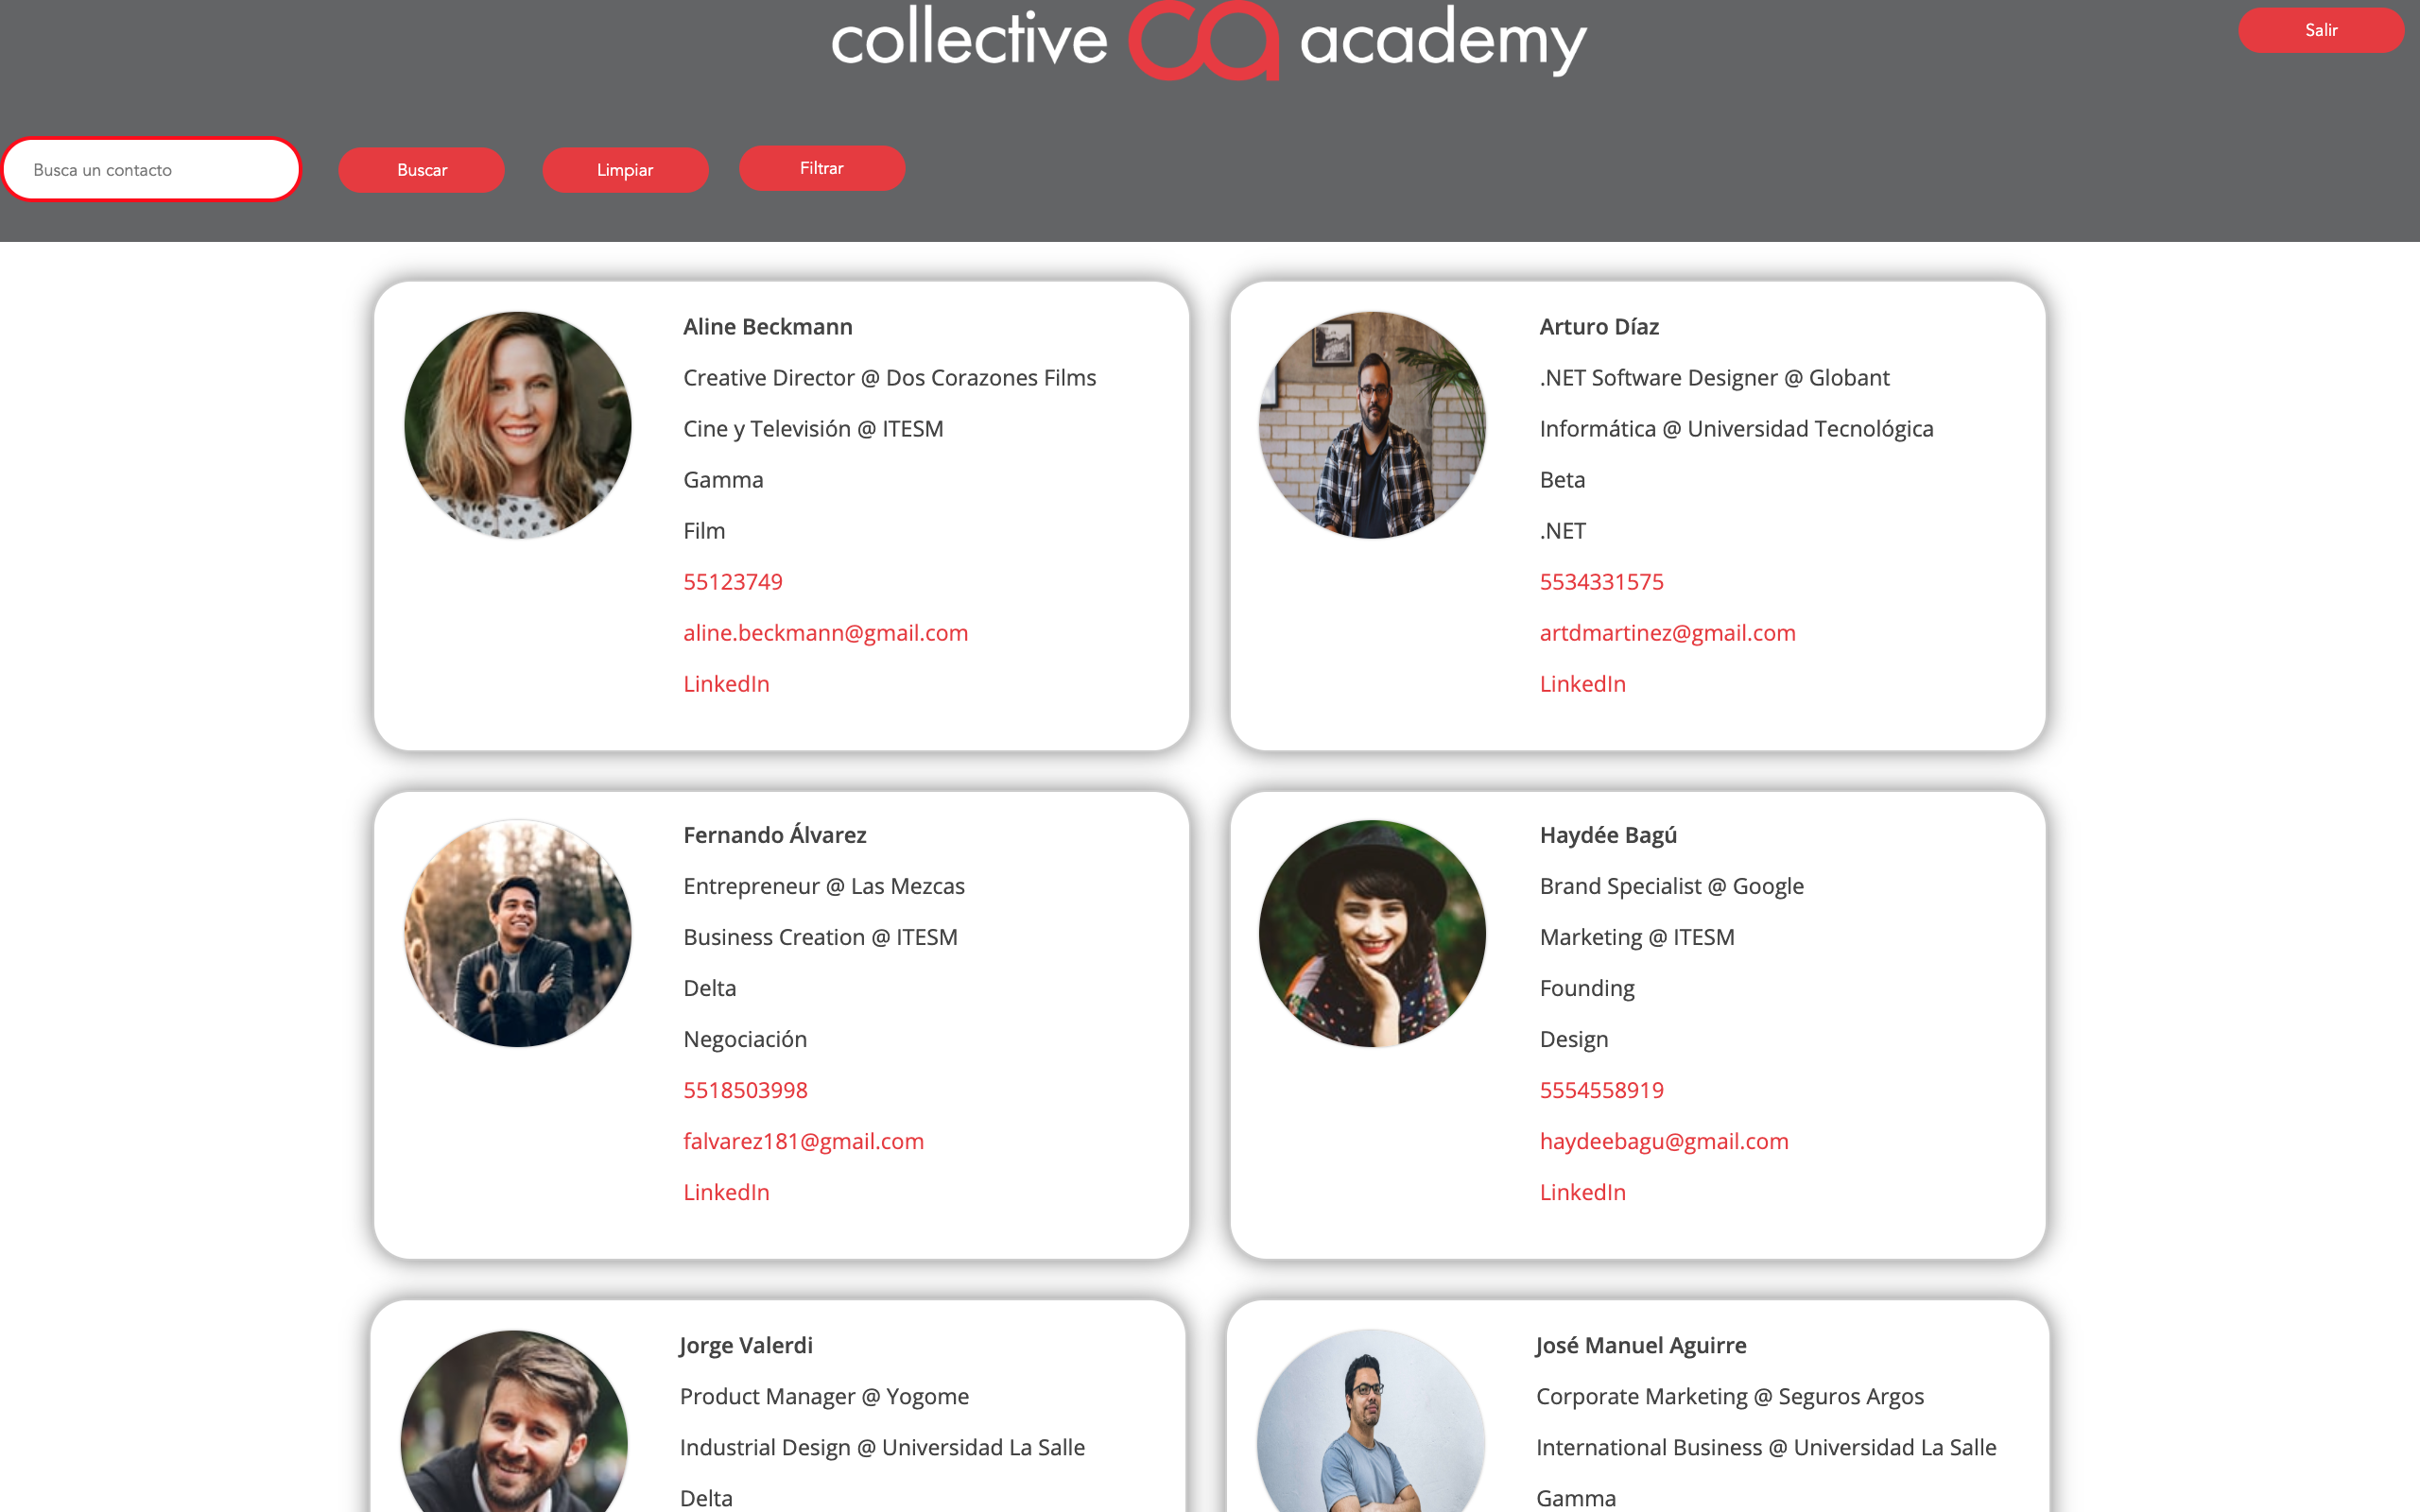 collective ca academy
Salir
Busca un contacto
Buscar
Limpiar
Filtrar
Aline Beckmann
Creative Director @ Dos Corazones Films
Cine y Televisión @ ITESM
Gamma
Film
55123749
aline.beckmann@gmail.com
LinkedIn
Arturo Díaz
.NET Software Designer @ Globant
Informática @ Universidad Tecnológica
Beta
.NET
5534331575
artdmartinez@gmail.com
LinkedIn
Fernando Álvarez
Entrepreneur @ Las Mezcas
Business Creation @ ITESM
Delta
Negociación
5518503998
falvarez181@gmail.com
LinkedIn
Haydée Bagú
Brand Specialist @ Google
Marketing @ ITESM
Founding
Design
5554558919
haydeebagu@gmail.com
LinkedIn
Jorge Valerdi
Product Manager @ Yogome
Industrial Design @ Universidad La Salle
Delta
José Manuel Aguirre
Corporate Marketing @ Seguros Argos
International Business @ Universidad La Salle
Gamma